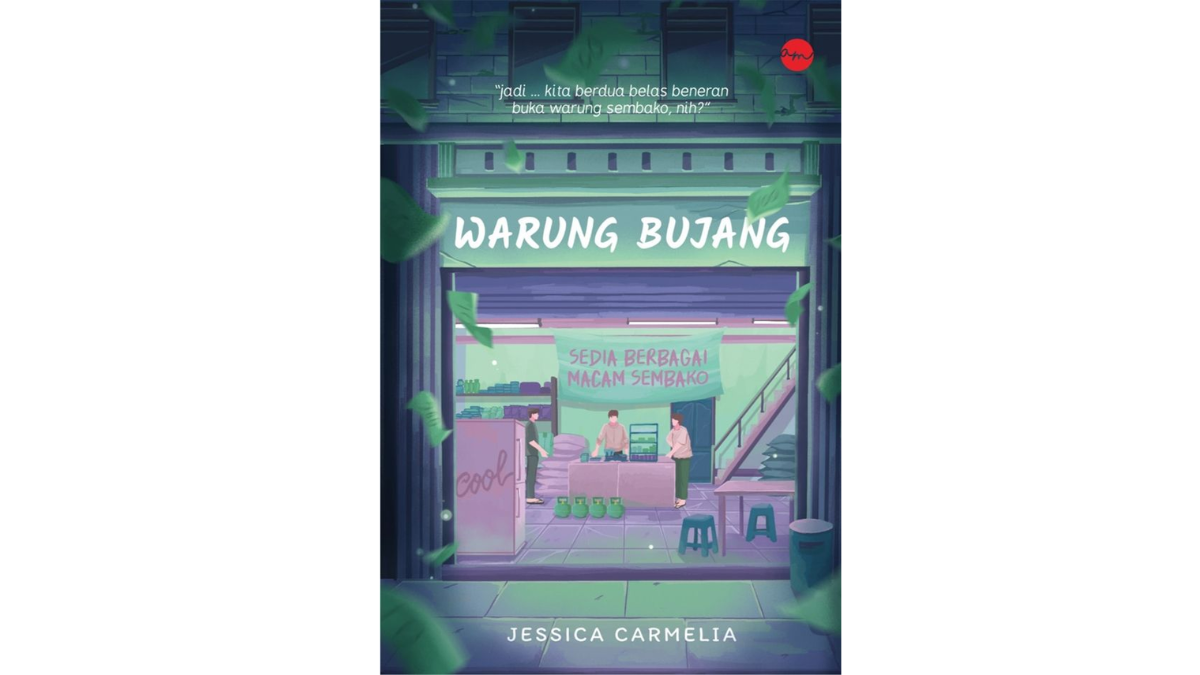 "jadi ... kita berdua belas beneran
buka warung sembako, nih?"
WARUNG BUJANG
SEDIA BERBAGAI
MACAM SEMBAKO
cool
JESSICA CARMELIA